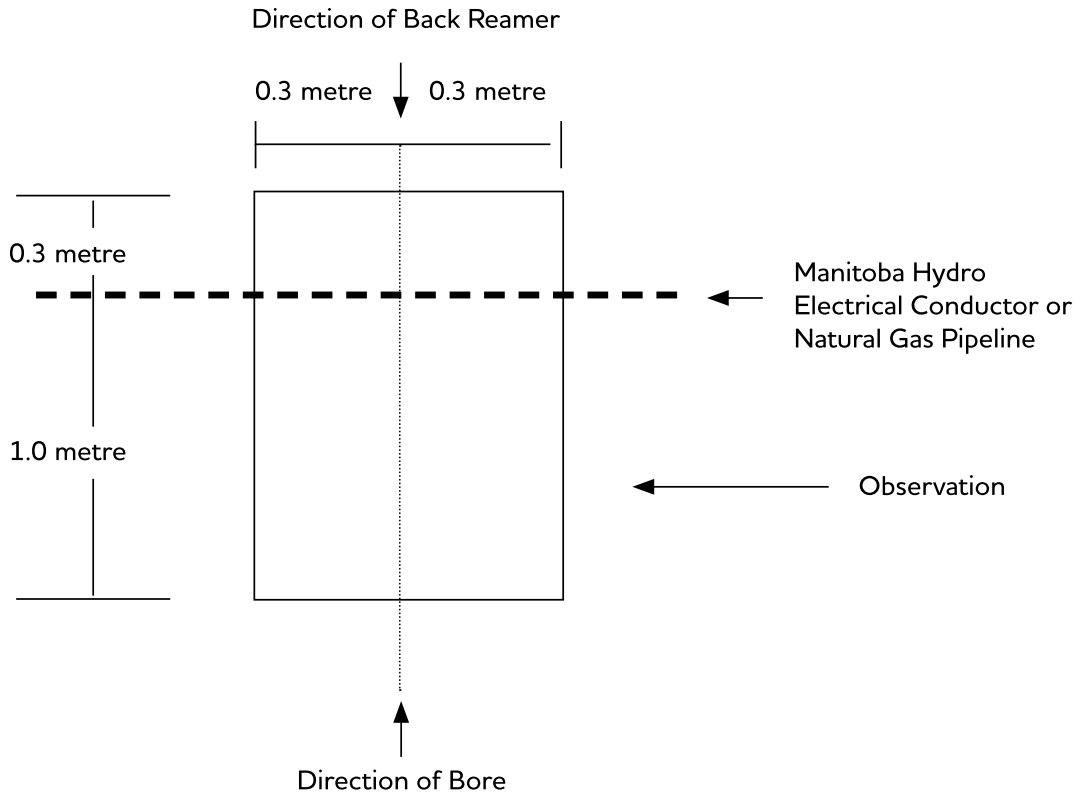 Direction of Back Reamer
0.3 metre
0.3 metre
0.3 metre
Manitoba Hydro
Electrical Conductor or
Natural Gas Pipeline
1.0 metre
Observation
Direction of Bore